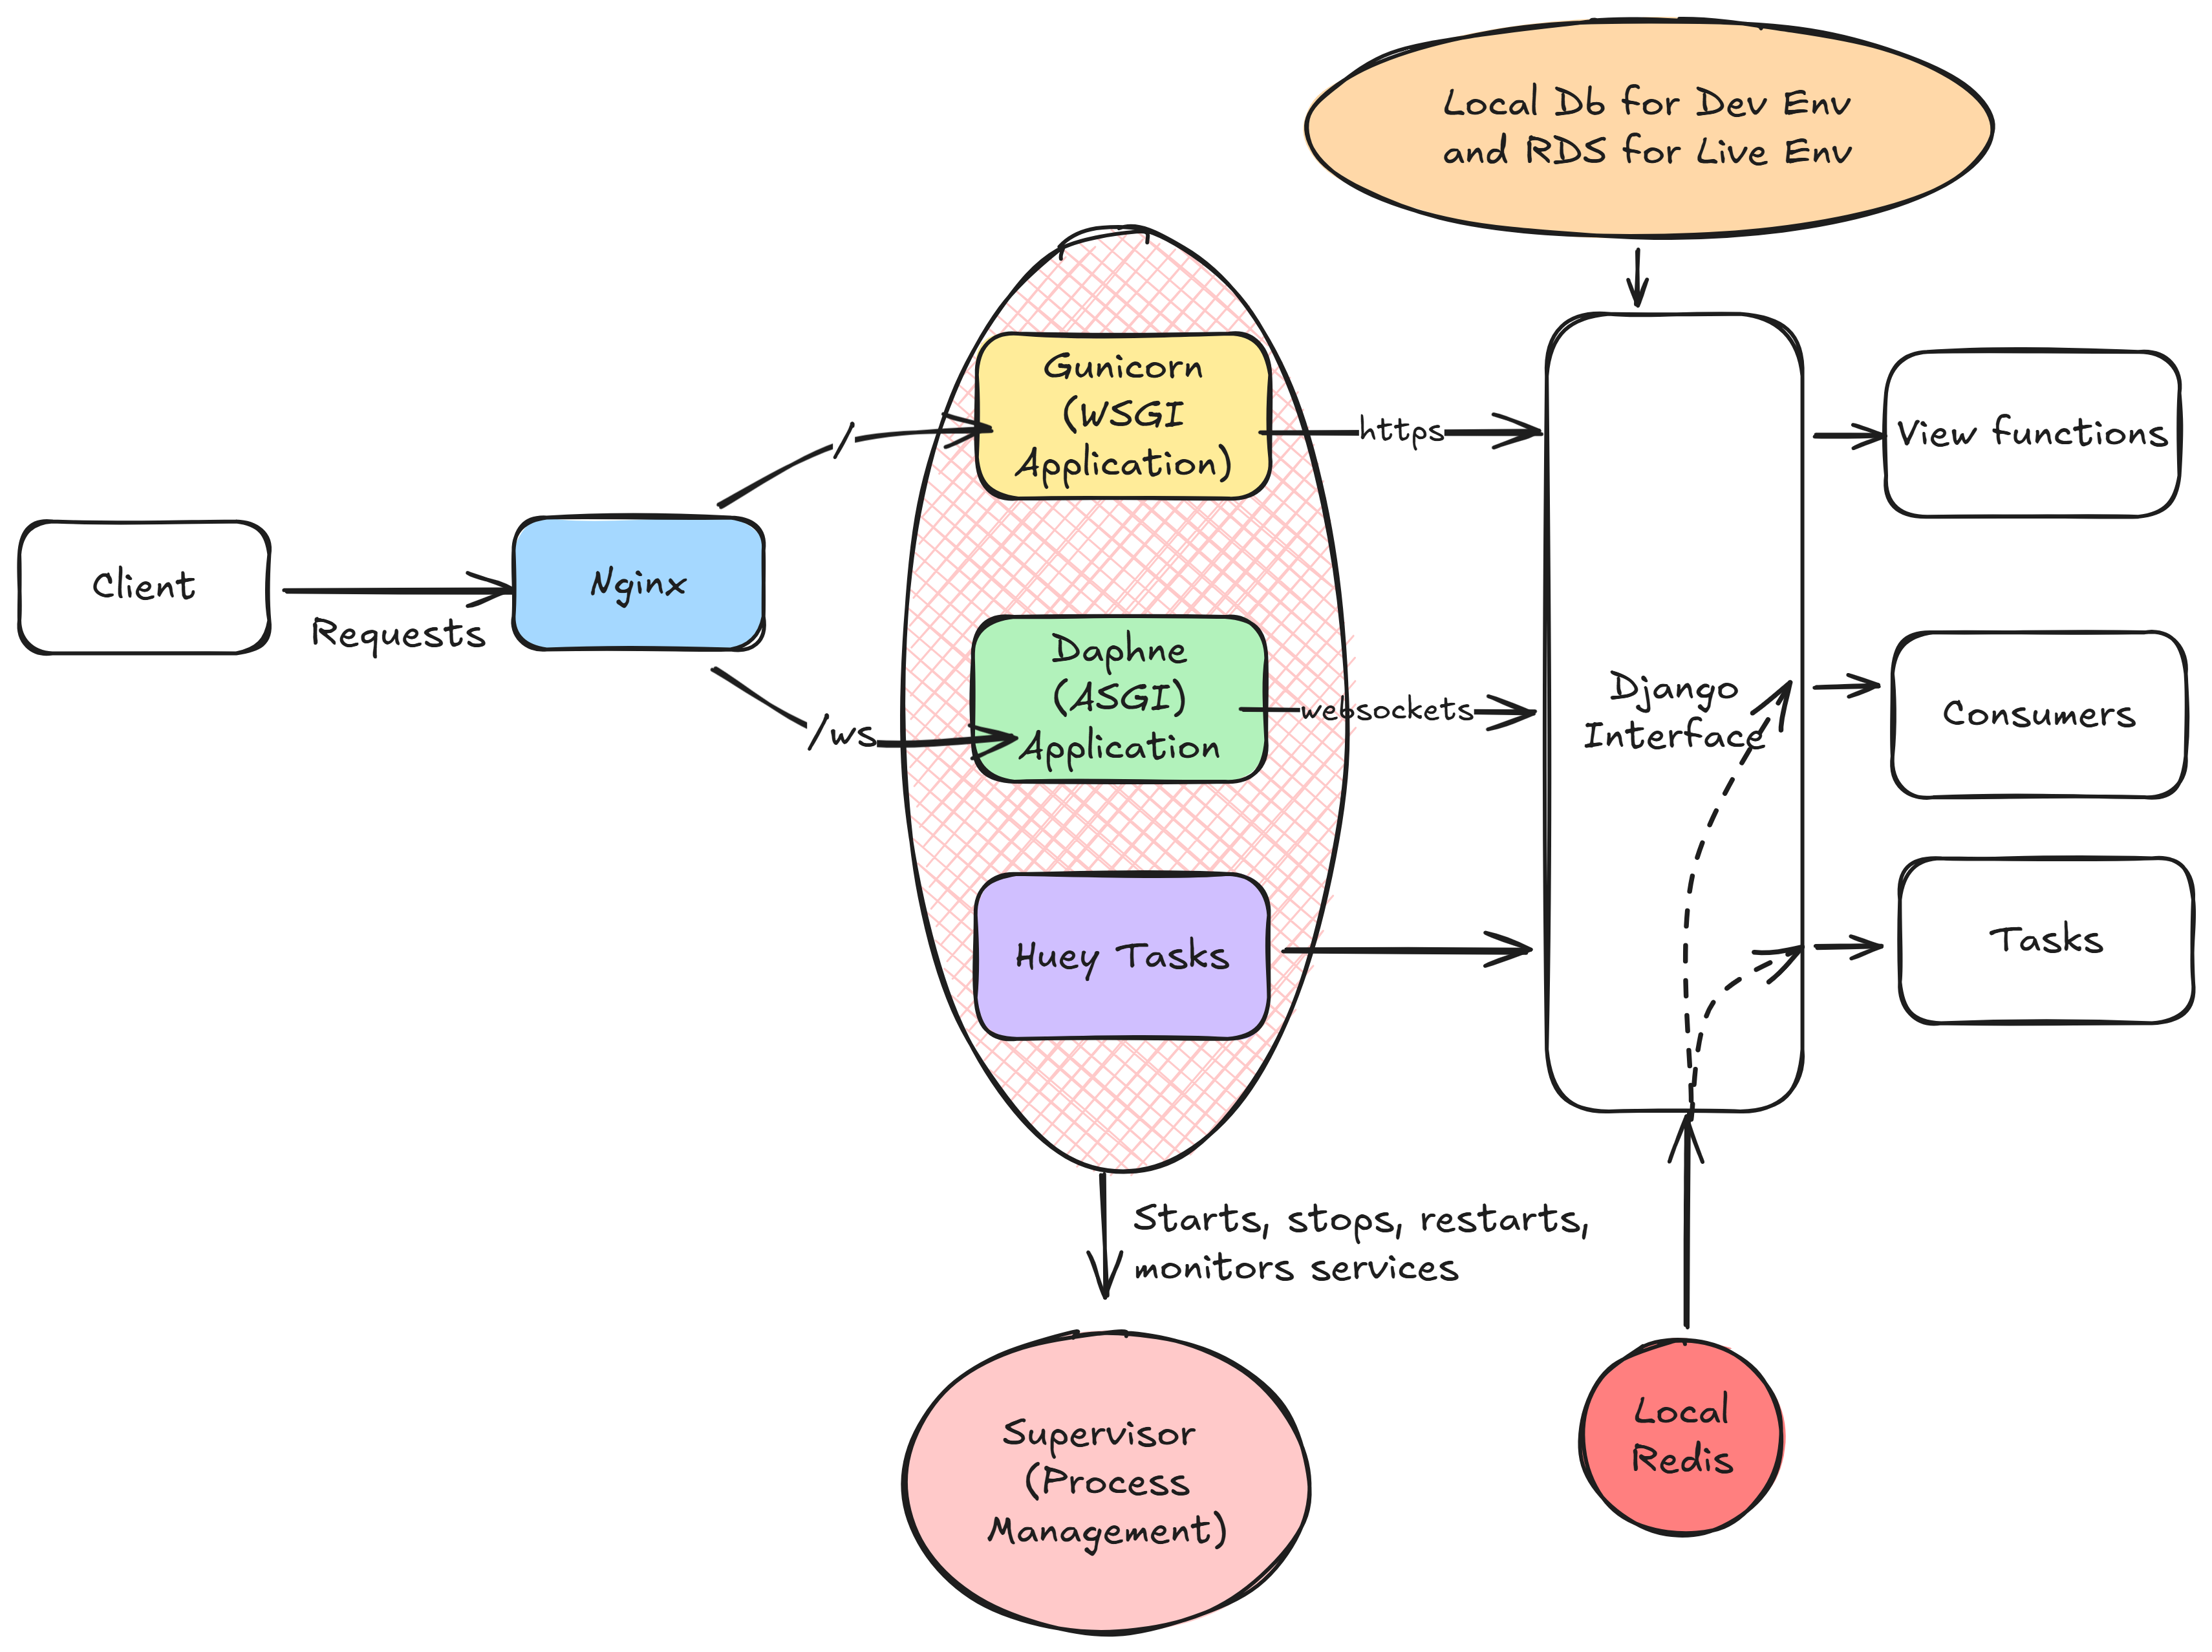 Local Db for Dev Env
and RDS for Live Env
Gunicorn
(WSGI
Application)
/
https
View functions
Client
Requests
Nginx
Daphne
(ASGI)
Application
/ws
websockets
Django
Interface
Consumers
Huey Tasks
Tasks
Starts, stops, restarts,
monitors services
Supervisor
(Process
Management)
Local
Redis